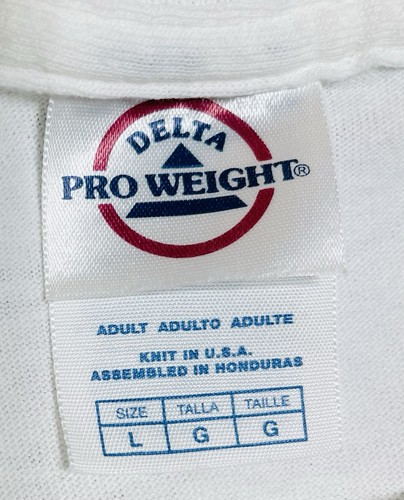 DELTA
PRO WEIGHT®
ADULT ADULTO ADULTE
KNIT IN U.S.A.
ASSEMBLED IN HONDURAS
SIZE TALLA TAILLE
L G G